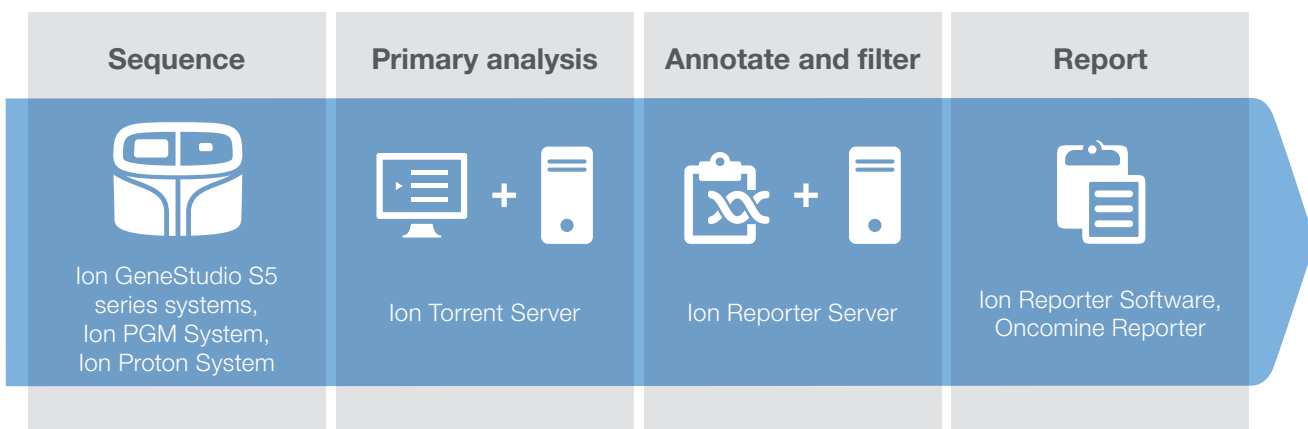 Sequence
Primary analysis
Annotate and filter
Report
Ion GeneStudio S5
series systems,
Ion PGM System,
Ion Proton System
Ion Torrent Server
Ion Reporter Server
Ion Reporter Software,
Oncomine Reporter